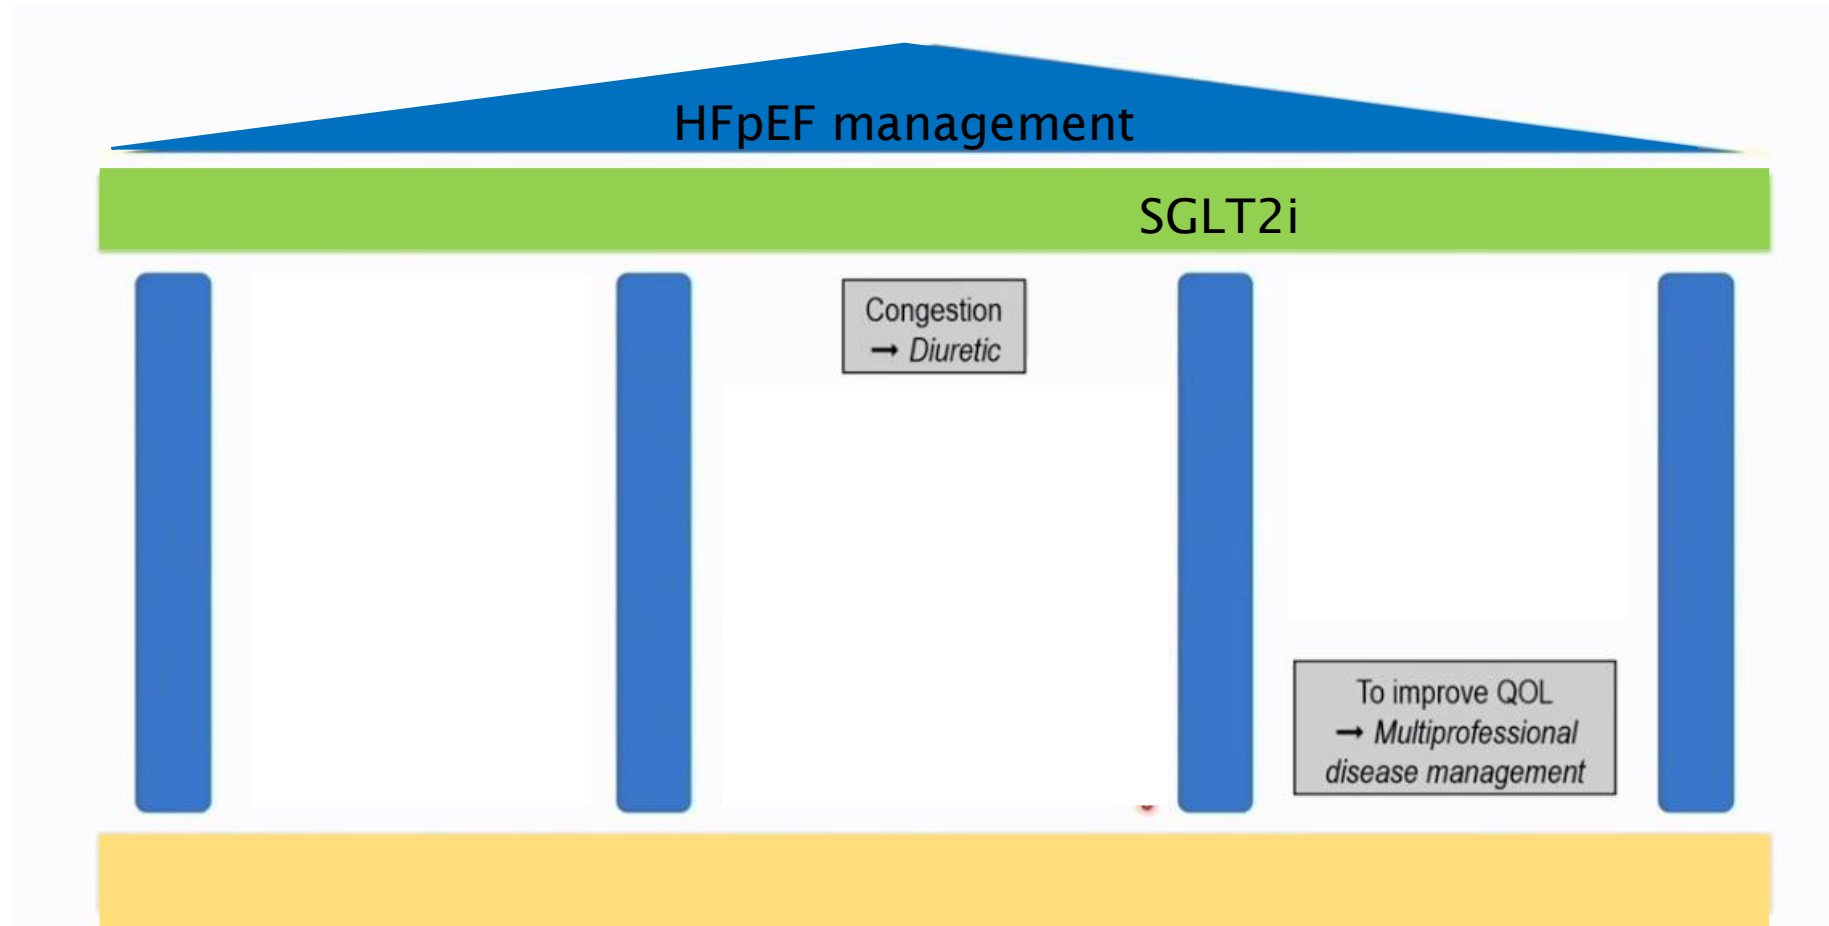 HFpEF management
SGLT2i
Congestion
→ Diuretic
To improve QOL
→ Multiprofessional
disease management